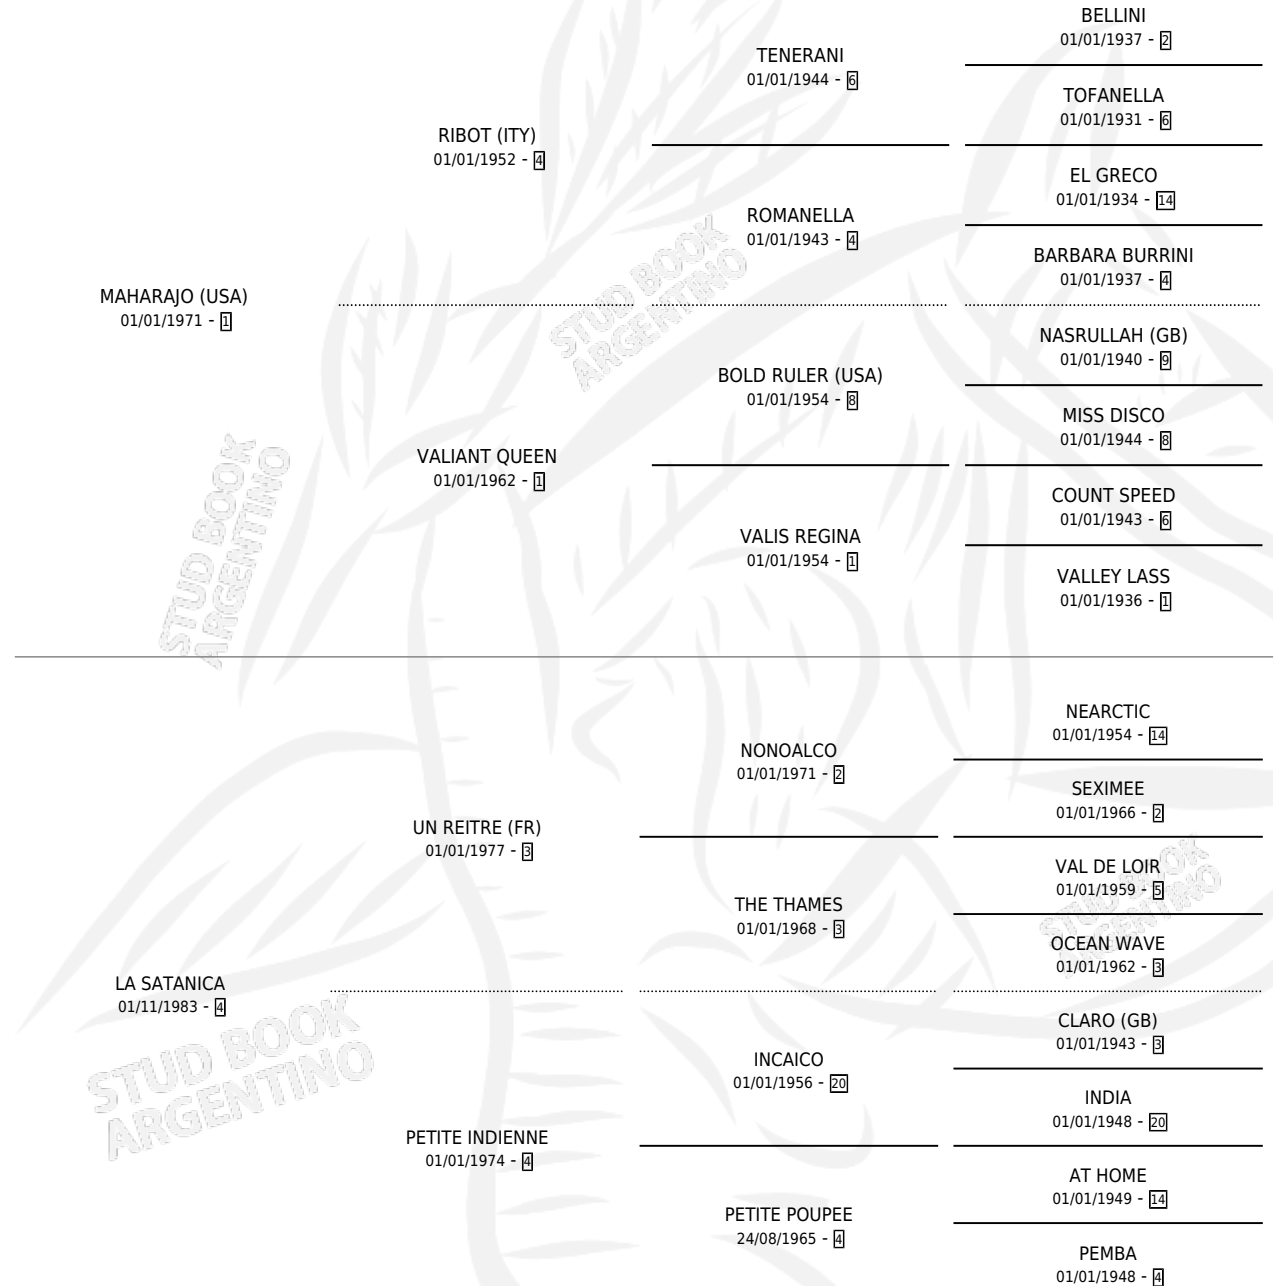 BELLINI
01/01/1937 - 2
TENERANI
01/01/1944 - 6
TOFANELLA
01/01/1931 - 6
RIBOT (ITY)
01/01/1952 - 4
EL GRECO
01/01/1934 - 14
ROMANELLA
01/01/1943 - 4
BARBARA BURRINI
01/01/1937 - 4
MAHARAJO (USA)
01/01/1971 - 1
NASRULLAH (GB)
01/01/1940 - 9
BOLD RULER (USA)
01/01/1954 - 8
MISS DISCO
01/01/1944 - 8
VALIANT QUEEN
01/01/1962 - 1
COUNT SPEED
01/01/1943 - 6
VALIS REGINA
01/01/1954 - 1
VALLEY LASS
01/01/1936 - 1
NEARCTIC
01/01/1954 - 14
NONOALCO
01/01/1971 - 2
SEXIMEE
01/01/1966 - 2
UN REITRE (FR)
01/01/1977 - 3
VAL DE LOIR
01/01/1959 - 5
THE THAMES
01/01/1968 - 3
OCEAN WAVE
01/01/1962 - 3
LA SATANICA
01/11/1983 - 4
CLARO (GB)
01/01/1943 - 3
INCAICO
01/01/1956 - 20
INDIA
01/01/1948 - 20
PETITE INDIENNE
01/01/1974 - 4
AT HOME
01/01/1949 - 14
PETITE POUPEE
24/08/1965 - 4
PEMBA
01/01/1948 - 4
STUD BOOK
ARGENTINO
STUD BOOK
ARGENTINO
STUD BOOK
ARGENTINO
STUD BOOK
ARGENTINO